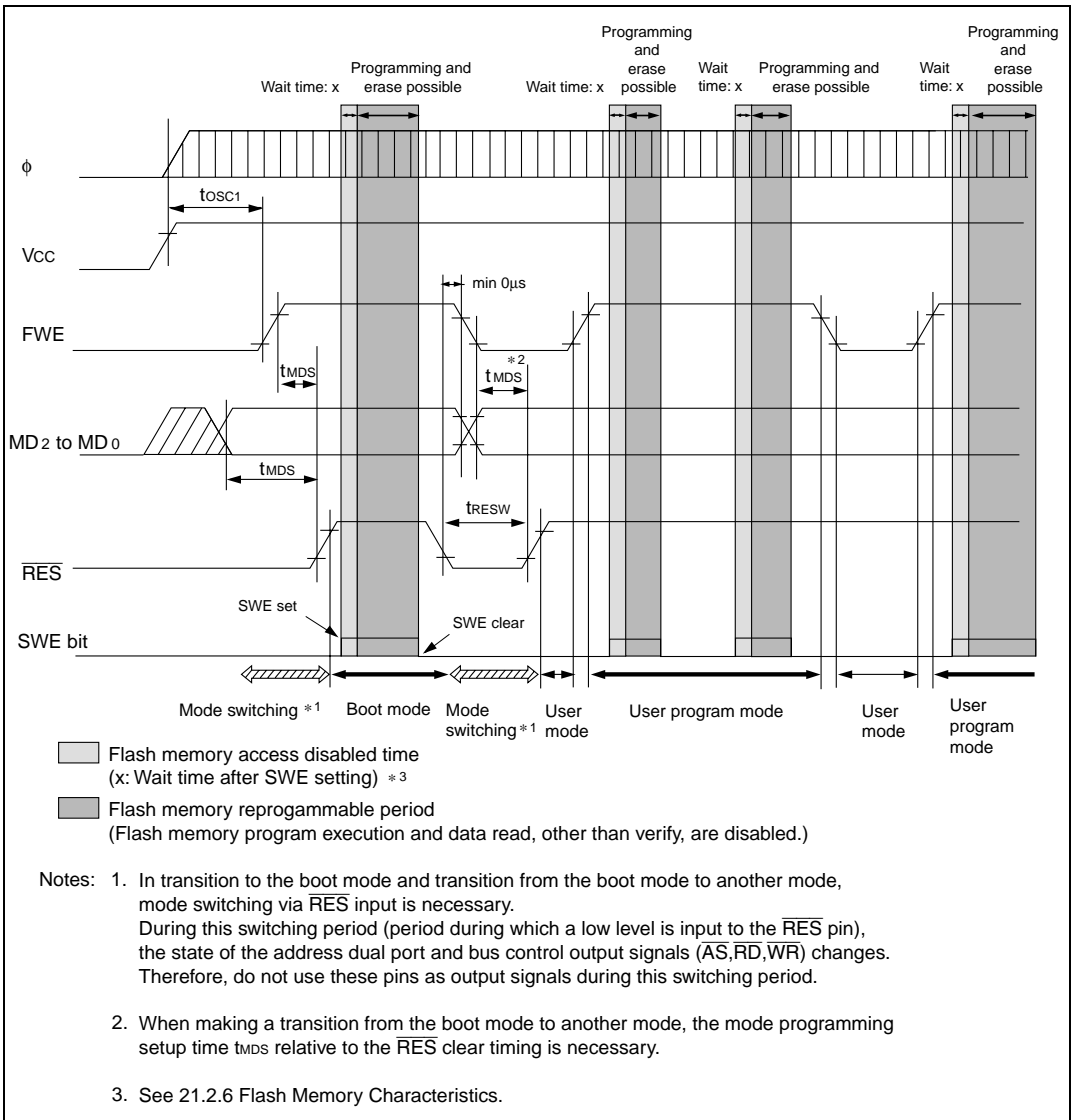 Programming
and
erase
possible
Programming
and
erase
possible
Wait time: x
Programming and
erase possible
Wait time: x
Wait
time: x
Programming and
erase possible
Wait
time: x
ϕ
tOSC1
VCC
min 0μs
FWE
*2
tMDS
tMDS
MD2 to MD0
tMDS
tRESW
RES
SWE set
SWE clear
SWE bit
Mode switching *1
Boot mode
Mode
switching *1
User
mode
User program mode
User
mode
User
program
mode
Flash memory access disabled time
(x: Wait time after SWE setting) *3
Flash memory reprogammable period
(Flash memory program execution and data read, other than verify, are disabled.)
Notes: 1. In transition to the boot mode and transition from the boot mode to another mode,
mode switching via RES input is necessary.
During this switching period (period during which a low level is input to the RES pin),
the state of the address dual port and bus control output signals (AS,RD,WR) changes.
Therefore, do not use these pins as output signals during this switching period.
2. When making a transition from the boot mode to another mode, the mode programming
setup time tMDS relative to the RES clear timing is necessary.
3. See 21.2.6 Flash Memory Characteristics.